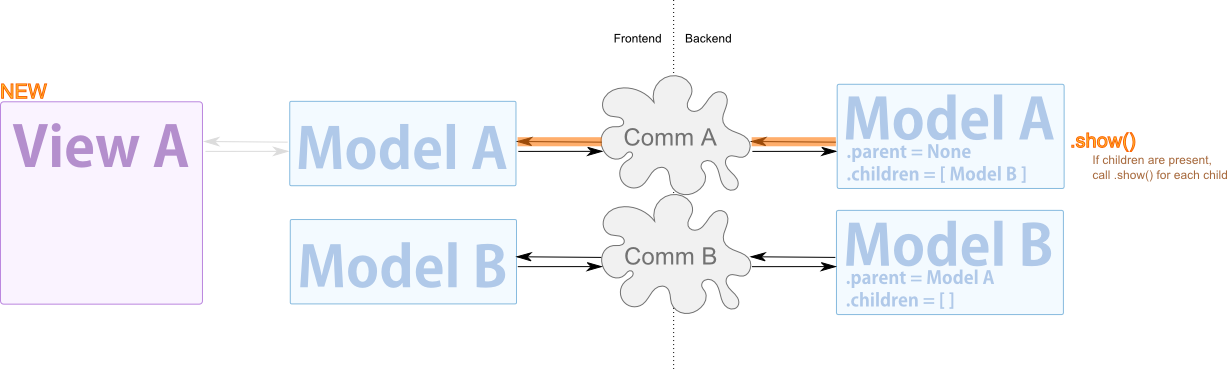 Frontend
Backend
NEW
View A
Model A
Comm A
Model A
.parent = None
.children = [ Model B ]
.show()
If children are present,
call .show() for each child
Model B
Comm B
Model B
.parent = Model A
.children = [ ]